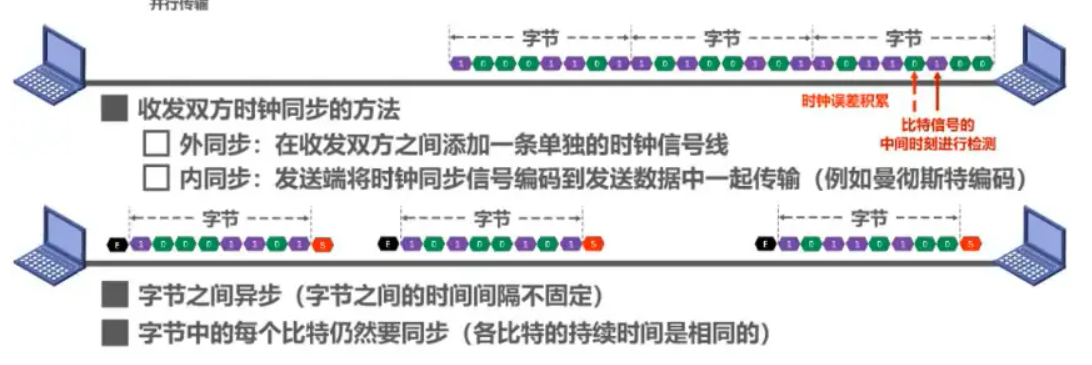 并行传输
字节 字节 字节
1 0 0 0 1 1 0 1 1 0 1 0 0 1 0 1 1 0 1 1 0 1 0 0
时钟误差积累
比特信号的
中间时刻进行检测
收发双方时钟同步的方法
外同步：在收发双方之间添加一条单独的时钟信号线
内同步：发送端将时钟同步信号编码到发送数据中一起传输（例如曼彻斯特编码）
字节 字节 字节
E 1 0 0 0 1 1 0 1 S E 1 0 1 0 0 1 0 1 S E 1 0 1 1 0 1 0 0 S
字节之间异步（字节之间的时间间隔不固定）
字节中的每个比特仍然要同步（各比特的持续时间是相同的）